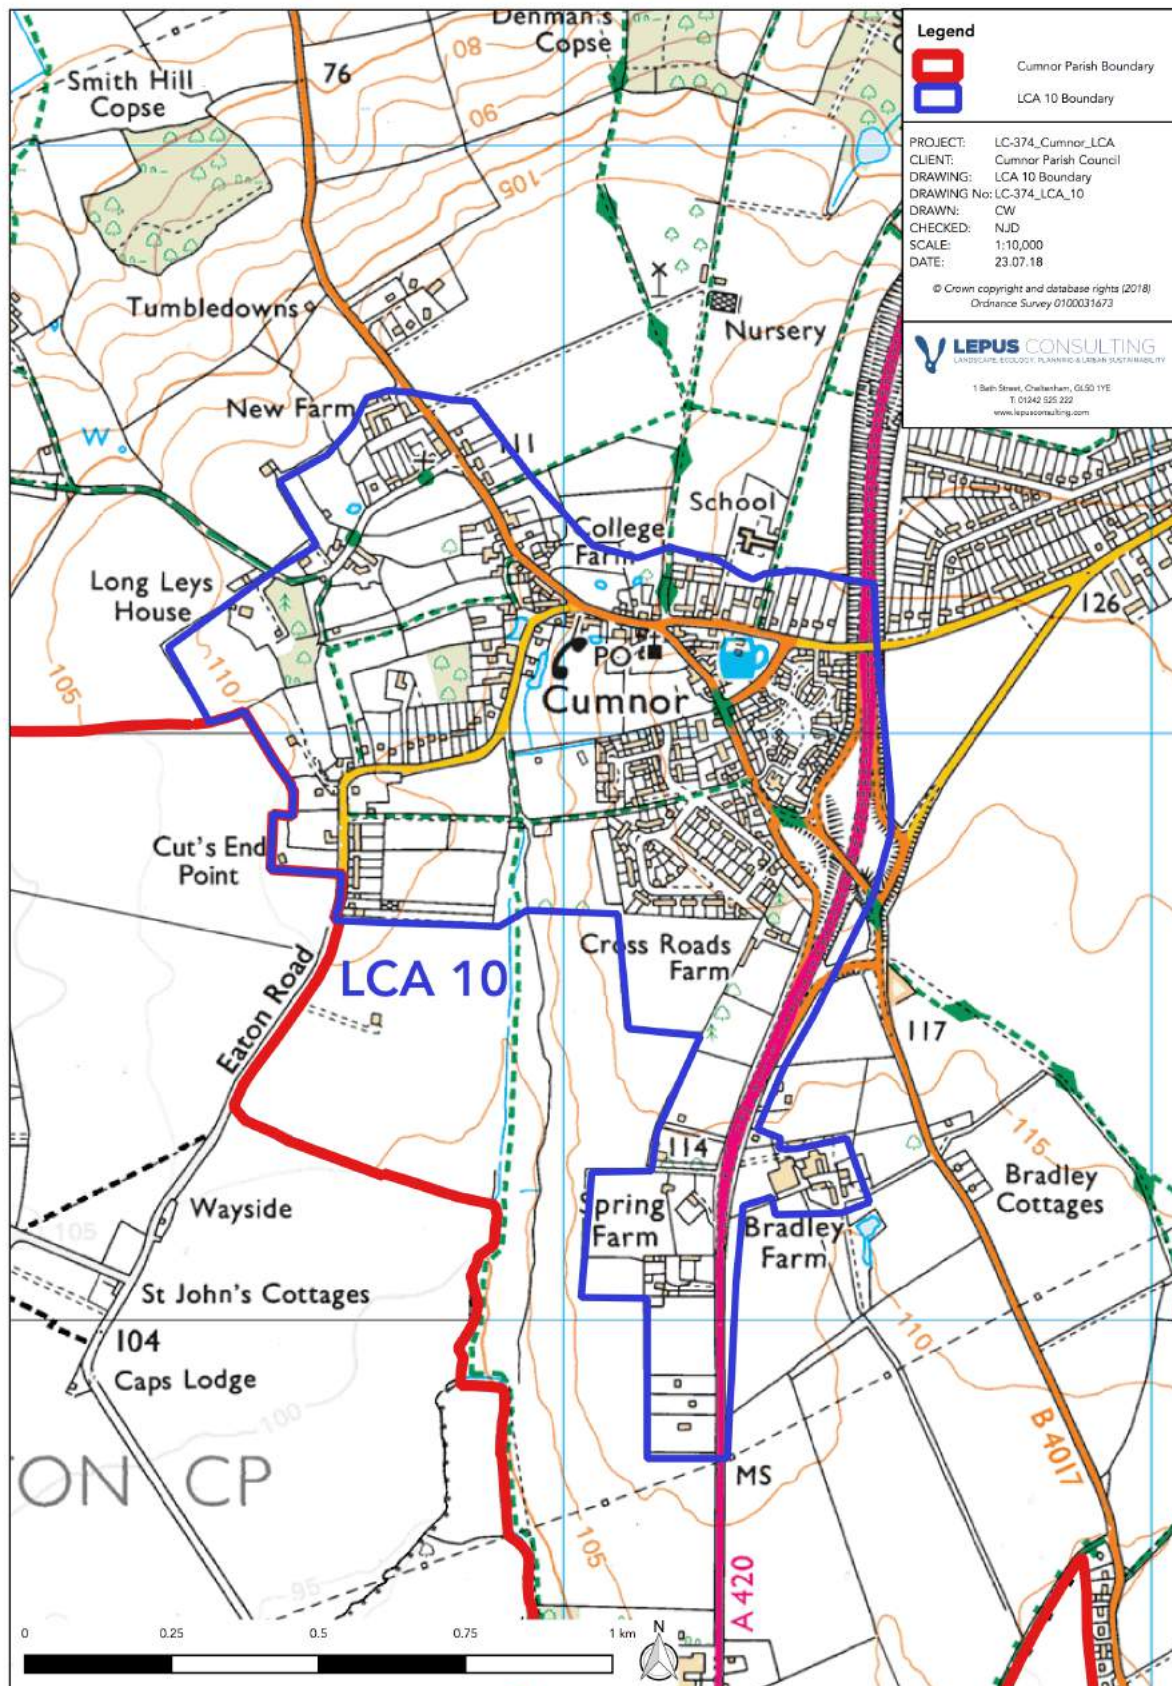 Denman's
Copse
80
76
Smith Hill
Copse
90
105
Tumbledowns
Nursery
New Farm
W
111
School
College
Farm
Long Leys
House
126
105
110
PO
Cumnor
Cut's End
Point
Cross Roads
Farm
LCA 10
Eaton Road
117
114
115
Bradley
Cottages
Wayside
Spring
Farm
Bradley
Farm
105
St John's Cottages
104
110
Caps Lodge
100
B 4017
ON CP
MS
105
95
A 420
0 0.25 0.5 0.75 1 km
N
Legend
Cumnor Parish Boundary
LCA 10 Boundary
PROJECT: LC-374_Cumnor_LCA
CLIENT: Cumnor Parish Council
DRAWING: LCA 10 Boundary
DRAWING No: LC-374_LCA_10
DRAWN: CW
CHECKED: NJD
SCALE: 1:10,000
DATE: 23.07.18
© Crown copyright and database rights (2018)
Ordnance Survey 0100031673
LEPUS CONSULTING
LANDSCAPE, ECOLOGY, PLANNING & URBAN SUSTAINABILITY
1 Bath Street, Cheltenham, GL50 1YE
T: 01242 525 222
www.lepusconsulting.com